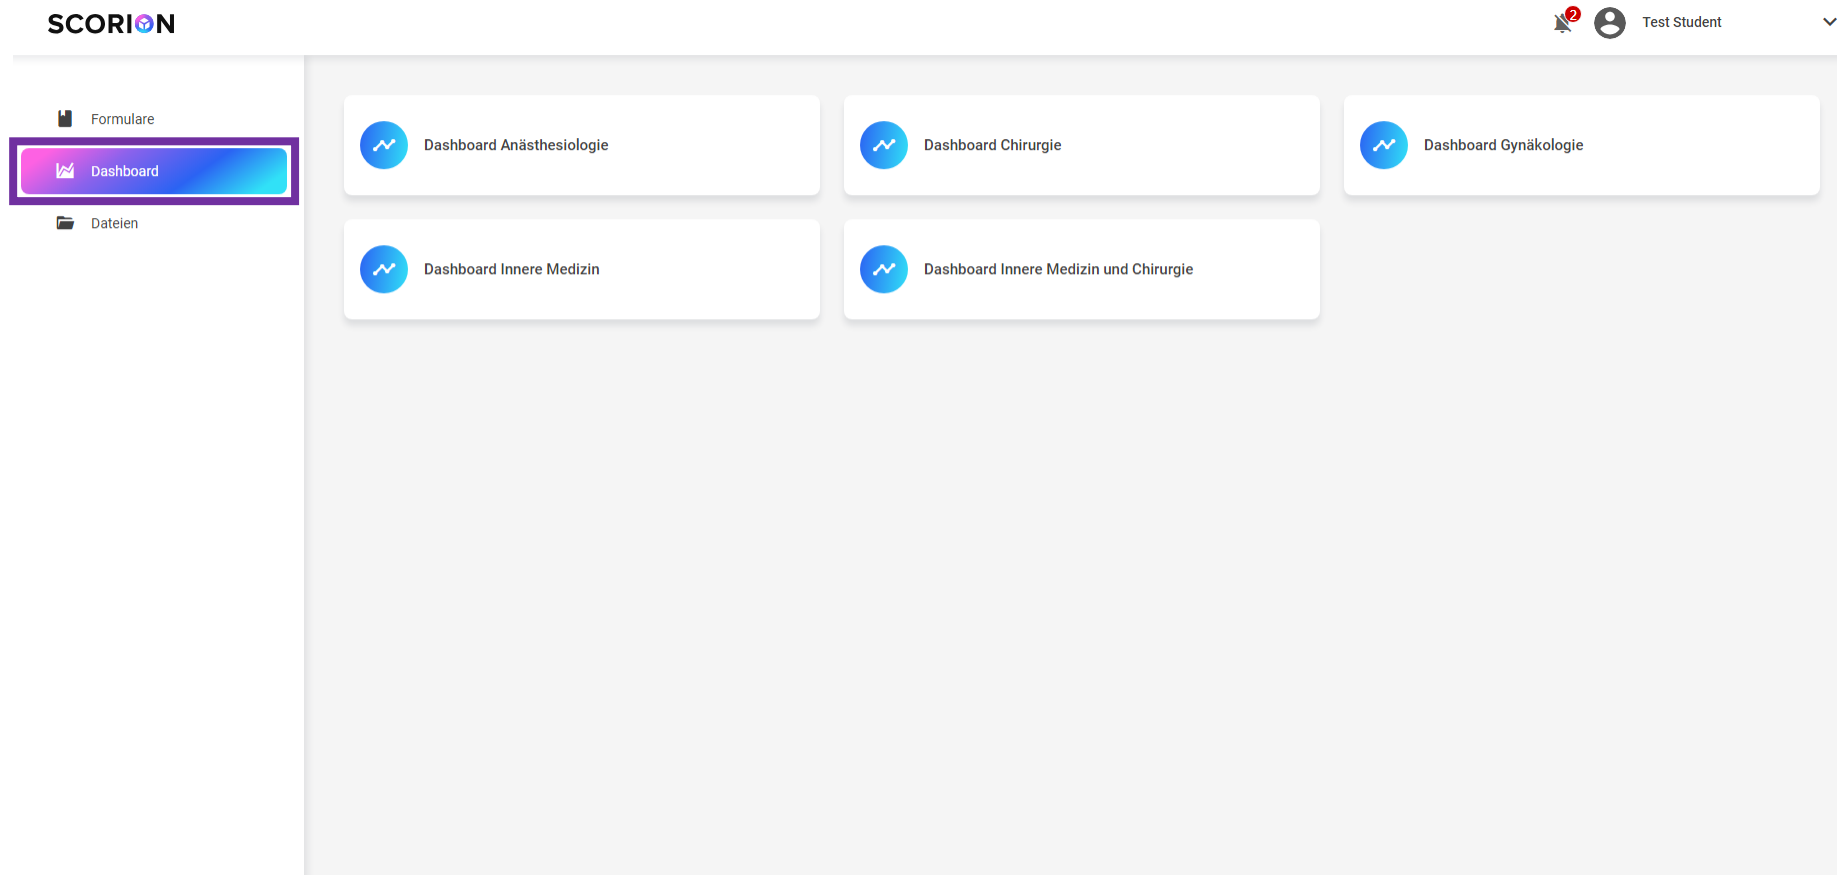 SCORION
2
Test Student
Formulare
Dashboard
Dateien
Dashboard Anästhesiologie
Dashboard Chirurgie
Dashboard Gynäkologie
Dashboard Innere Medizin
Dashboard Innere Medizin und Chirurgie